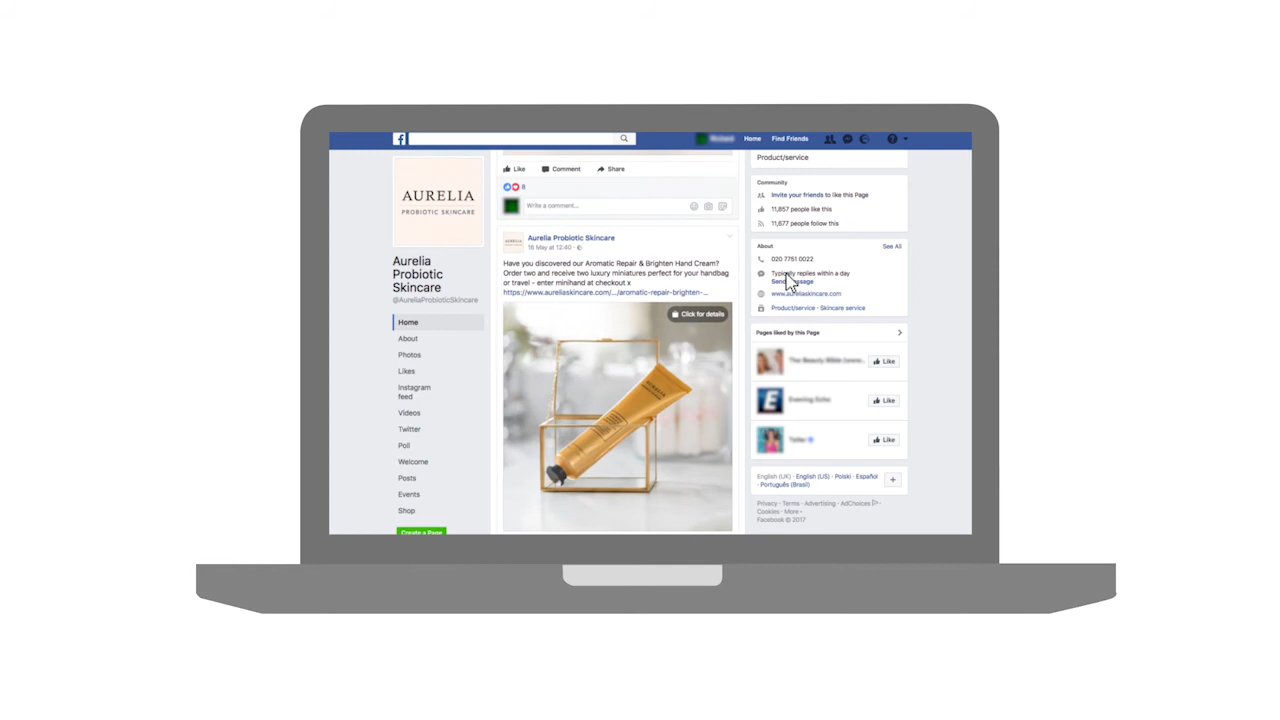 f
Home Find Friends
AURELIA
PROBIOTIC SKINCARE
Aurelia
Probiotic
Skincare
@AureliaProbioticSkincare
Home
About
Photos
Likes
Instagram
feed
Videos
Twitter
Poll
Welcome
Posts
Events
Shop
Create a Page
Like Comment Share
8
Write a comment...
Aurelia Probiotic Skincare
16 May at 12:40 ·
Have you discovered our Aromatic Repair & Brighten Hand Cream?
Order two and receive two luxury miniatures perfect for your handbag
or travel - enter minihand at checkout x
https://www.aureliaskincare.com/.../aromatic-repair-brighten-...
Click for details
AURELIA
Product/service
Community
Invite your friends to like this Page
11,857 people like this
11,677 people follow this
About See All
020 7751 0022
Typically replies within a day
Send message
www.aureliaskincare.com
Product/service · Skincare service
Pages liked by this Page
Like
Evening Echo Like
Like
English (UK) · English (US) · Polski · Español
· Português (Brasil)
+
Privacy · Terms · Advertising · AdChoices
Cookies · More
Facebook © 2017